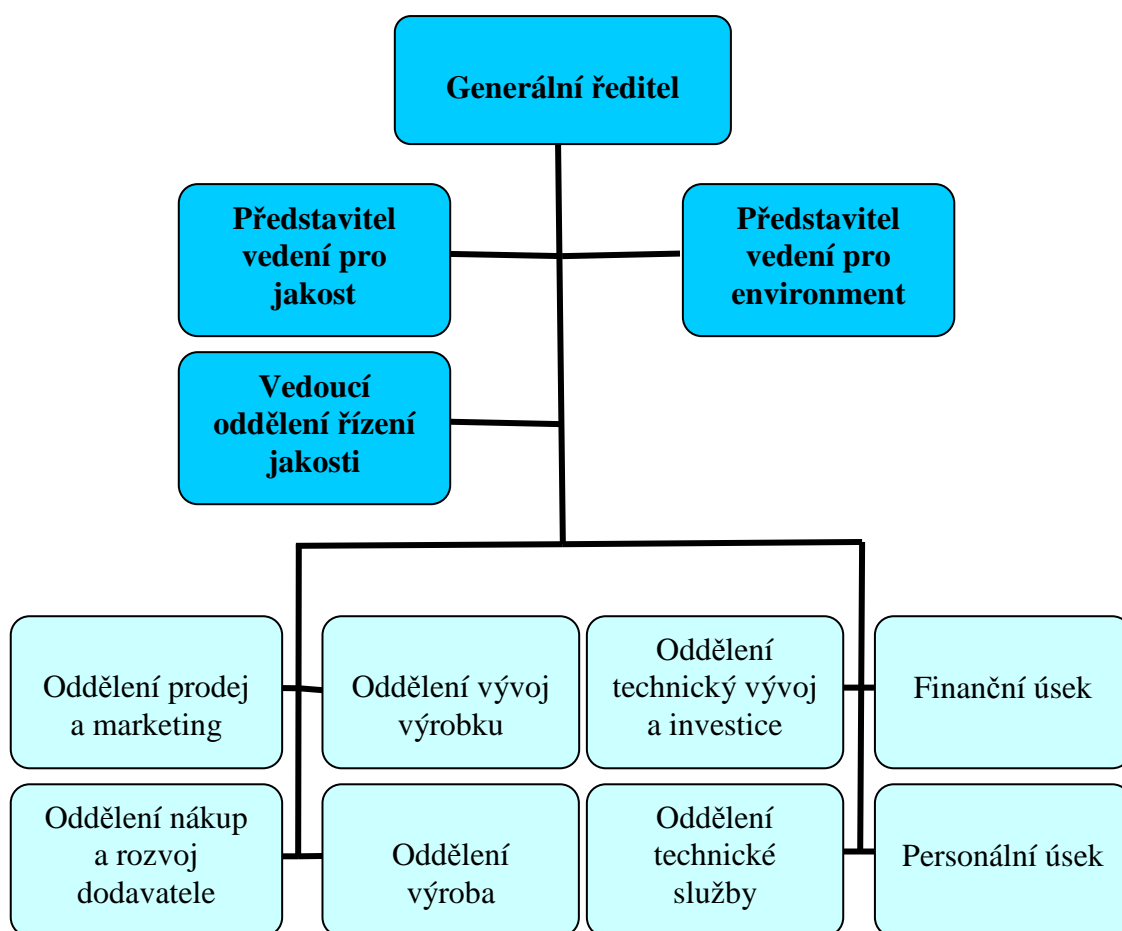 Generální ředitel
Představitel
vedení pro
jakost
Představitel
vedení pro
environment
Vedoucí
oddělení řízení
jakosti
Oddělení prodej
a marketing
Oddělení vývoj
výrobku
Oddělení
technický vývoj
a investice
Finanční úsek
Oddělení nákup
a rozvoj
dodavatele
Oddělení
výroba
Oddělení
technické
služby
Personální úsek